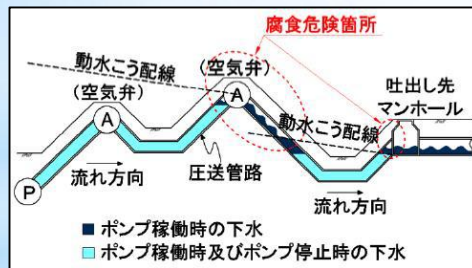 腐食危険箇所
動水こう配線
(空気弁)
(空気弁)
吐出し先
マンホール
A
A
動水こう配線
圧送管路
P
流れ方向
流れ方向
■ポンプ稼働時の下水
■ポンプ稼働時及びポンプ停止時の下水